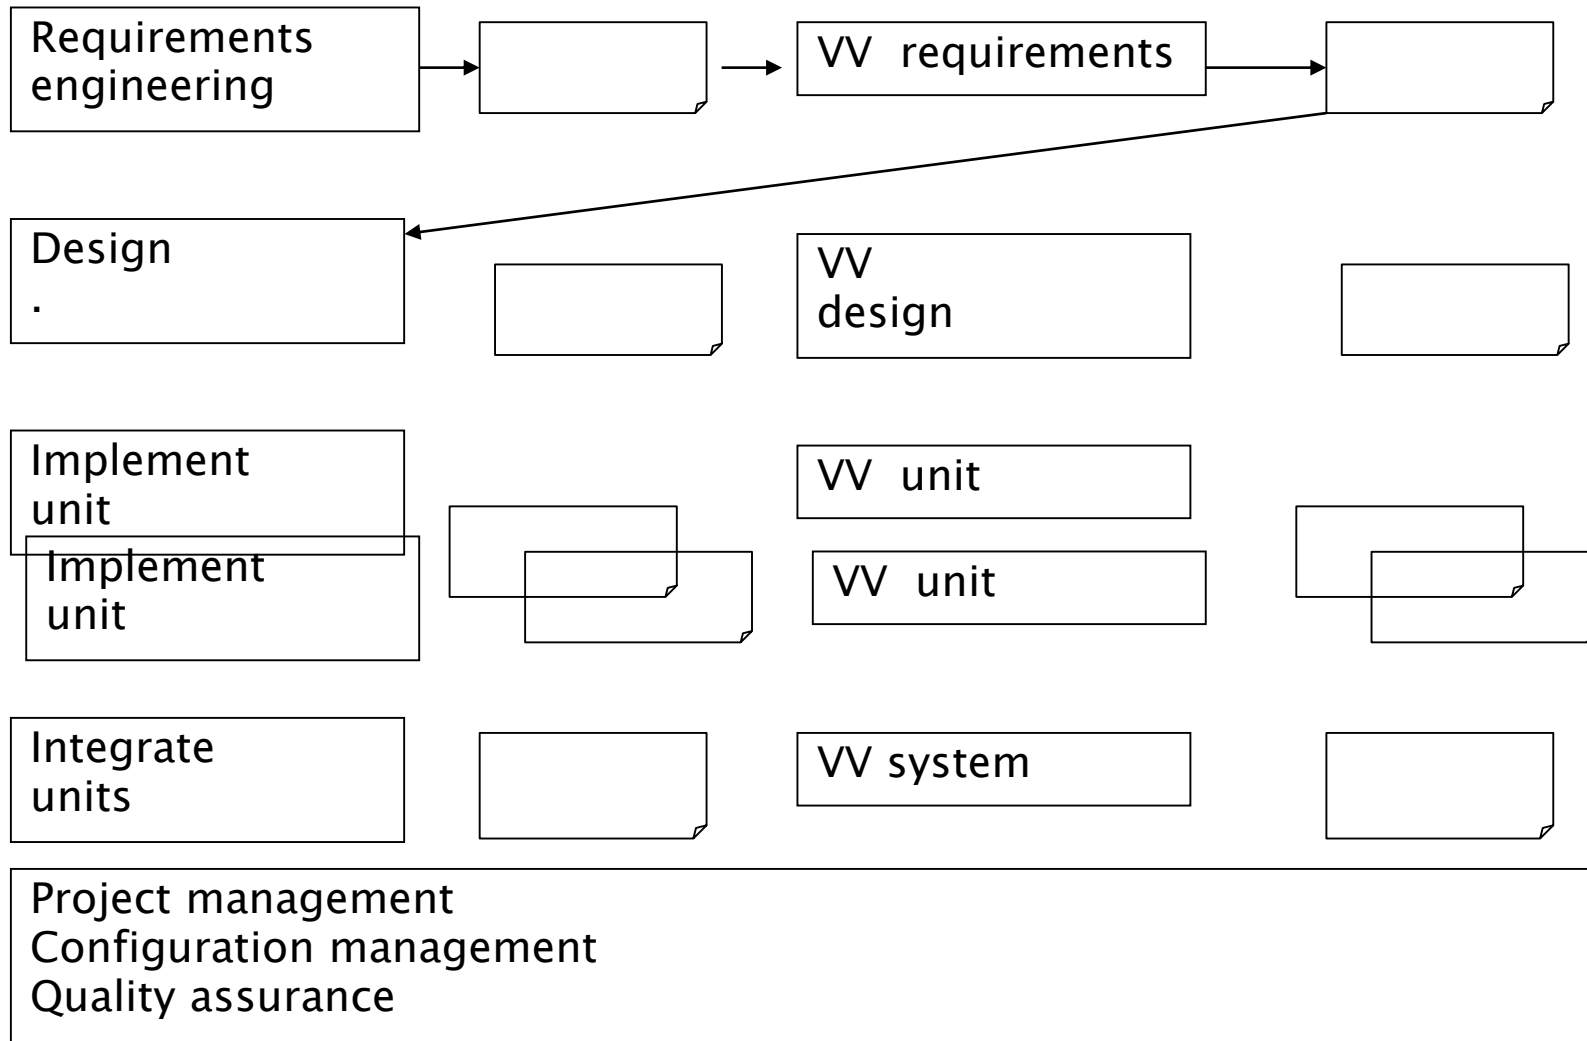 Requirements
engineering
VV requirements
Design
.
VV
design
Implement
unit
VV unit
Implement
unit
VV unit
Integrate
units
VV system
Project management
Configuration management
Quality assurance